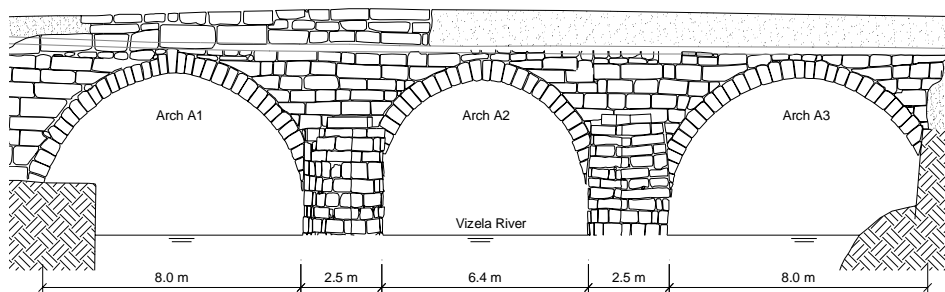 Arch A1
Arch A2
Arch A3
Vizela River
8.0 m
2.5 m
6.4 m
2.5 m
8.0 m